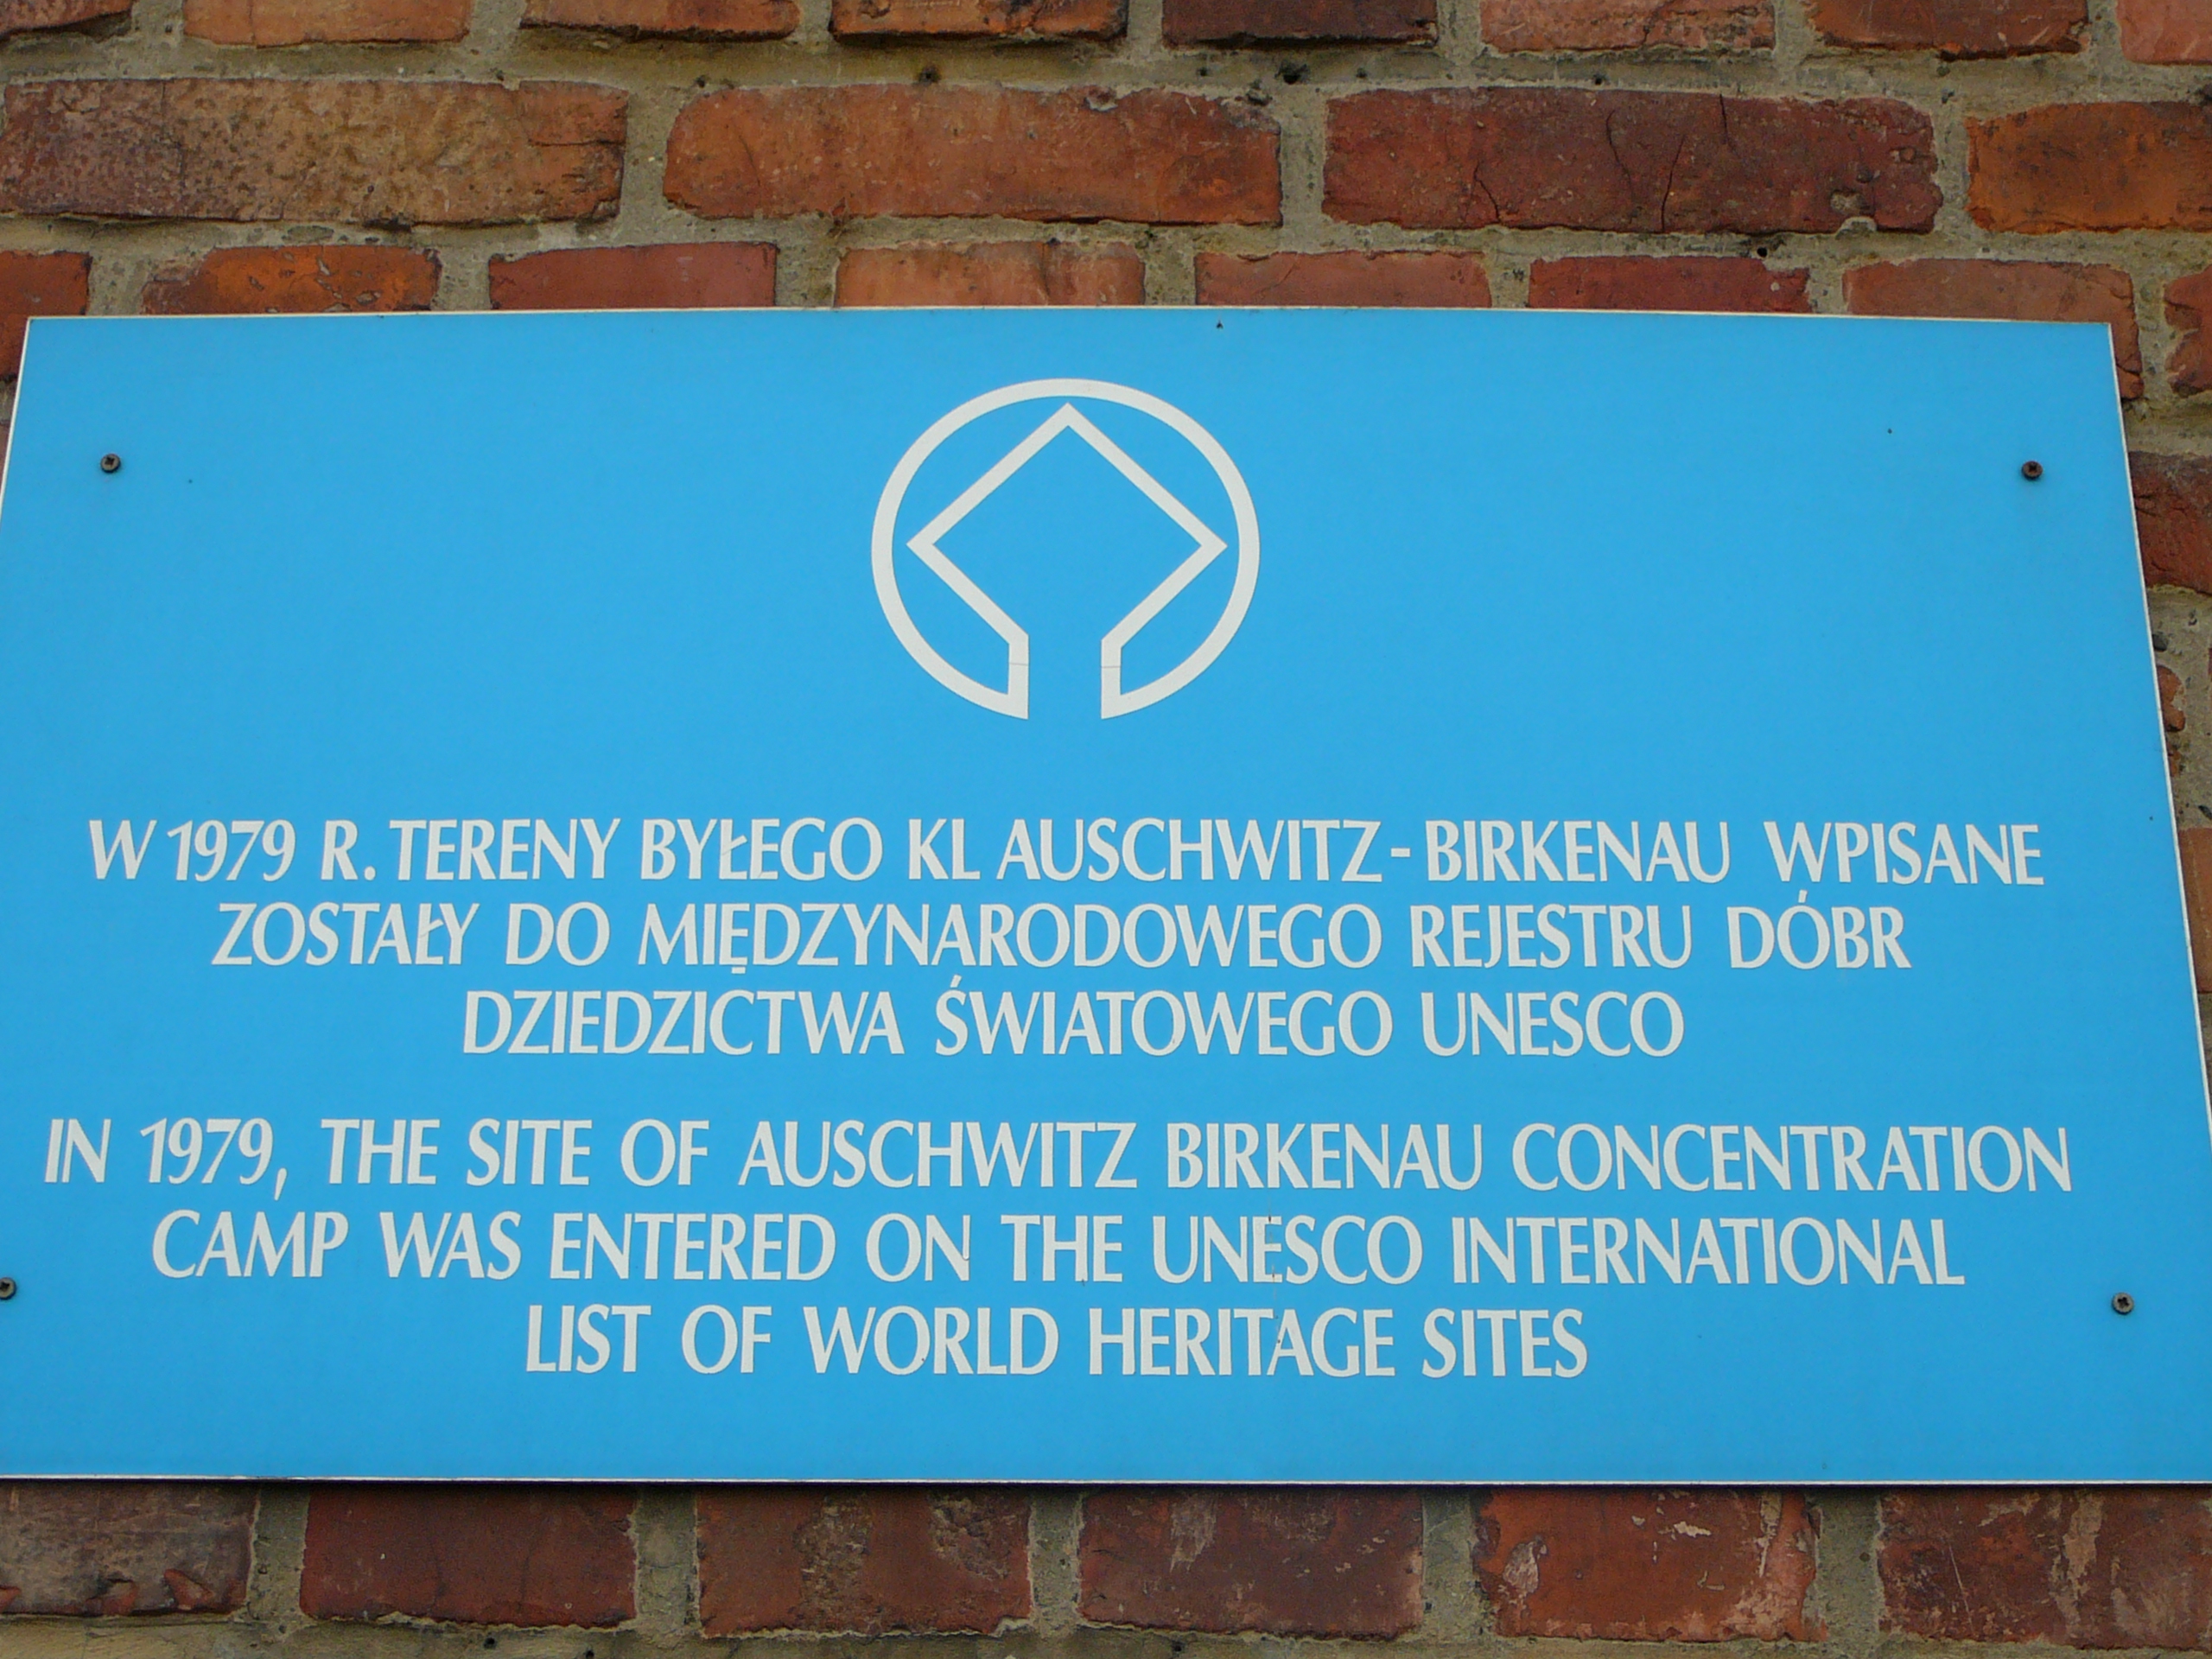 W 1979 R. TERENY BYŁEGO KL AUSCHWITZ-BIRKENAU WPISANE
ZOSTAŁY DO MIĘDZYNARODOWEGO REJESTRU DÓBR
DZIEDZICTWA ŚWIATOWEGO UNESCO
IN 1979, THE SITE OF AUSCHWITZ BIRKENAU CONCENTRATION
CAMP WAS ENTERED ON THE UNESCO INTERNATIONAL
LIST OF WORLD HERITAGE SITES